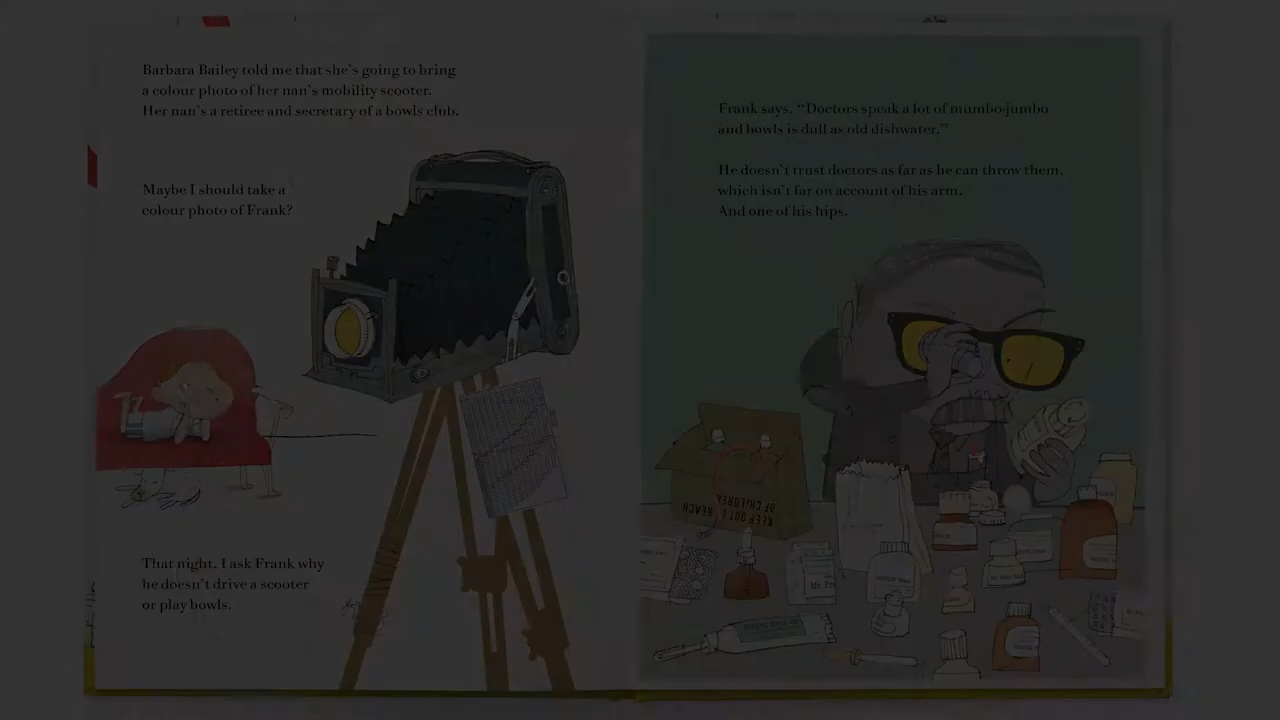 Barbara Bailey told me that she's going to bring
a colour photo of her nan's mobility scooter.
Her nan's a retiree and secretary of a bowls club.
Maybe I should take a
colour photo of Frank?
That night, I ask Frank why
he doesn't drive a scooter
or play bowls.
Frank says, “Doctors speak a lot of mumbo-jumbo
and bowls is dull as old dishwater.”
He doesn't trust doctors as far as he can throw them,
which isn't far on account of his arm.
And one of his hips.
KEEP OUT REACH
OF CHILDREN